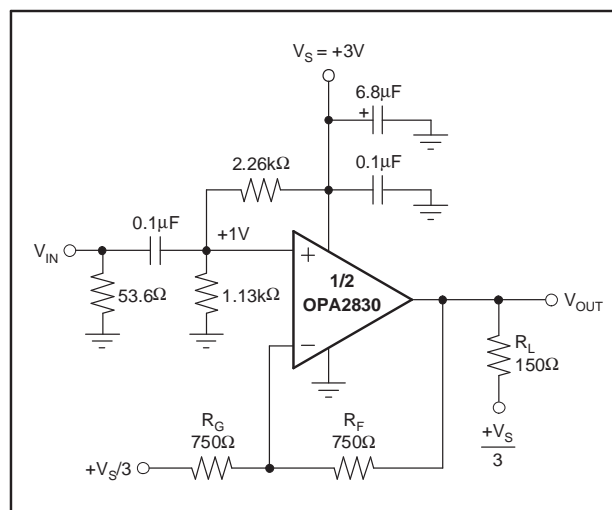 V_S = +3V
6.8µF
+
2.26kΩ
0.1µF
0.1µF
+1V
V_IN
53.6Ω
1.13kΩ
+
1/2
OPA2830
−
V_OUT
R_L
150Ω
+V_S
3
R_G
750Ω
R_F
750Ω
+V_S/3